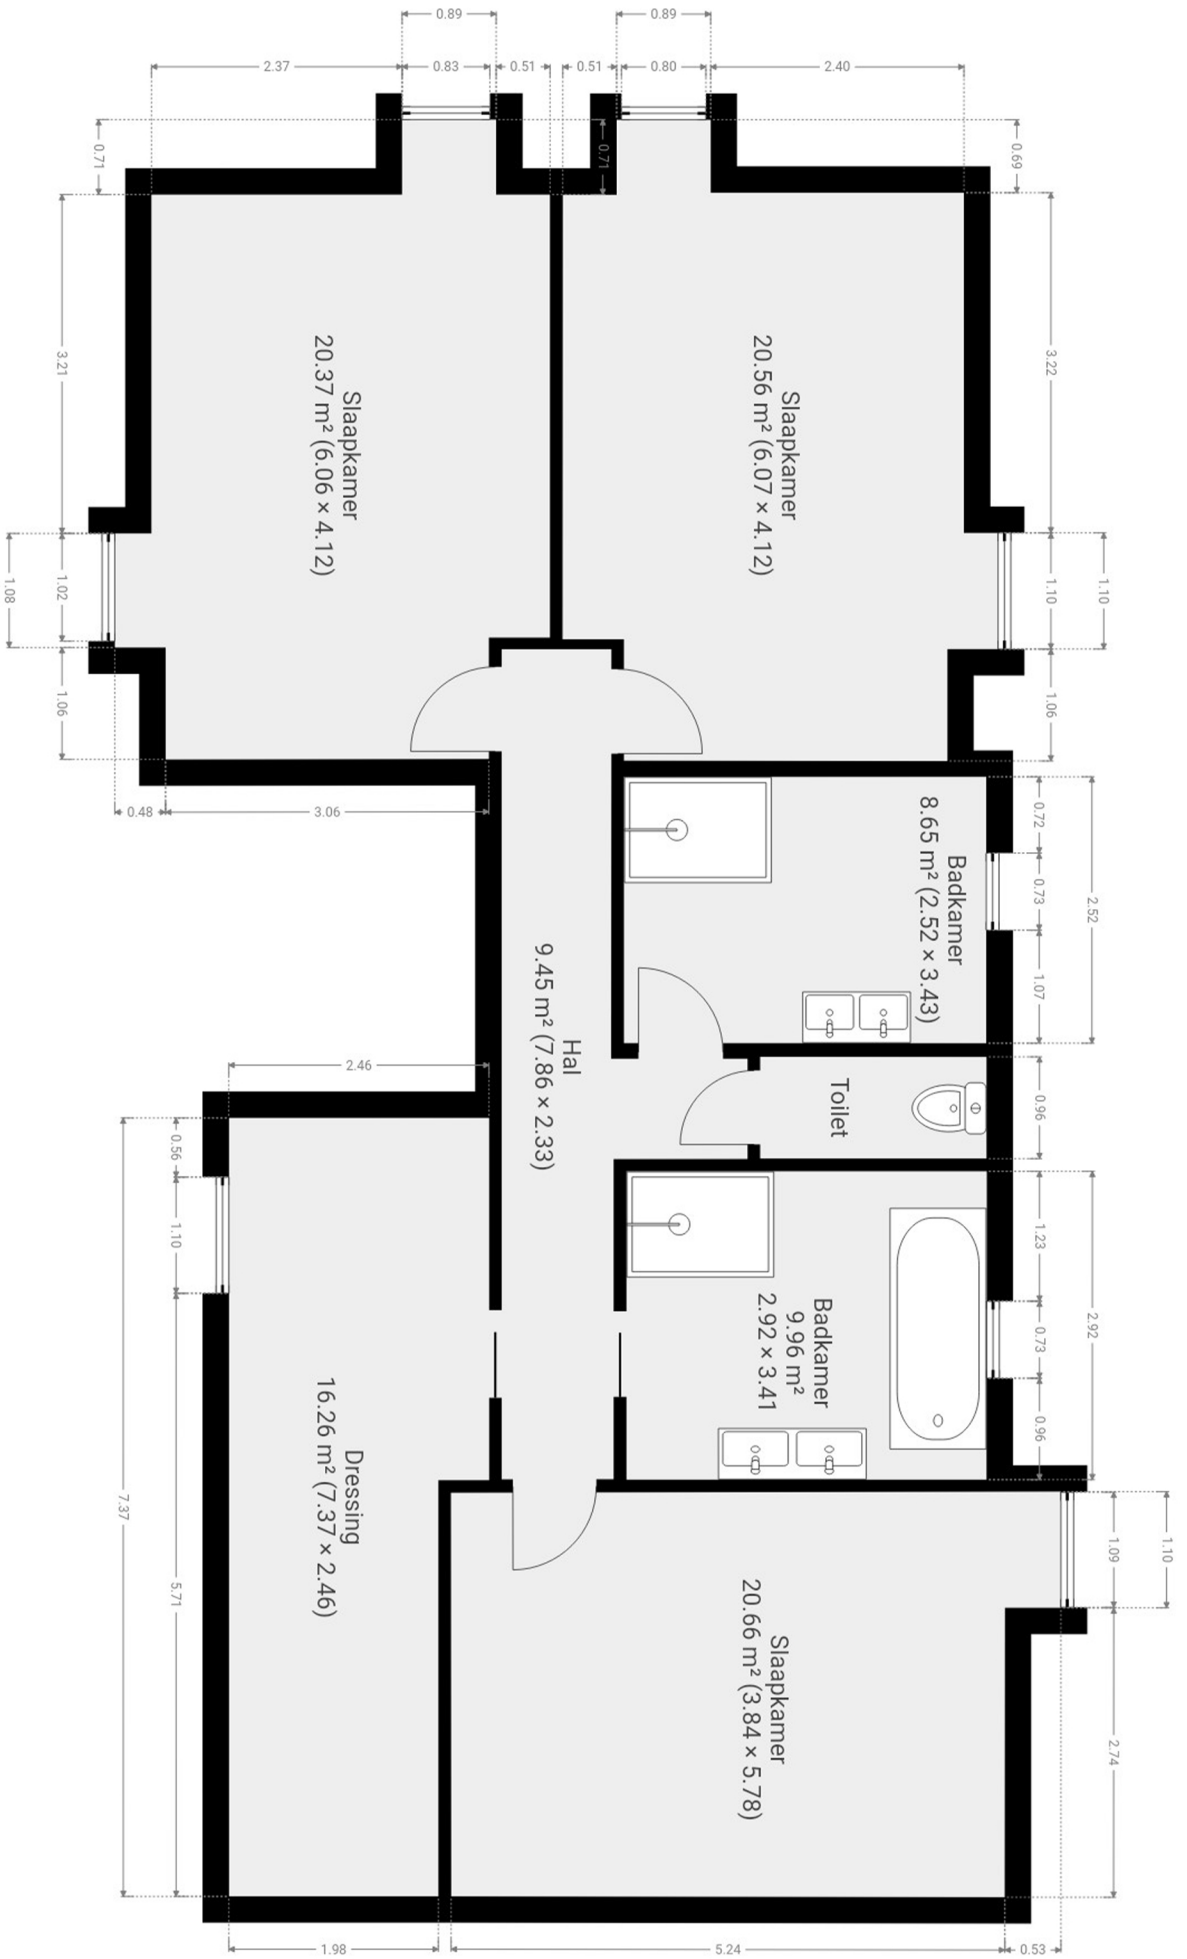 0.89
0.89
2.37
0.83
0.51
0.51
0.80
2.40
0.71
0.71
0.69
3.21
3.22
Slaapkamer
20.37 m² (6.06 × 4.12)
Slaapkamer
20.56 m² (6.07 × 4.12)
1.08
1.02
1.10
1.10
1.06
1.06
0.48
3.06
0.72
0.73
2.52
1.07
Badkamer
8.65 m² (2.52 × 3.43)
Hal
9.45 m² (7.86 × 2.33)
2.46
Toilet
0.96
0.56
1.10
1.23
0.73
2.92
0.96
Badkamer
9.96 m²
2.92 × 3.41
Dressing
16.26 m² (7.37 × 2.46)
7.37
5.71
1.09
1.10
Slaapkamer
20.66 m² (3.84 × 5.78)
2.74
1.98
5.24
0.53